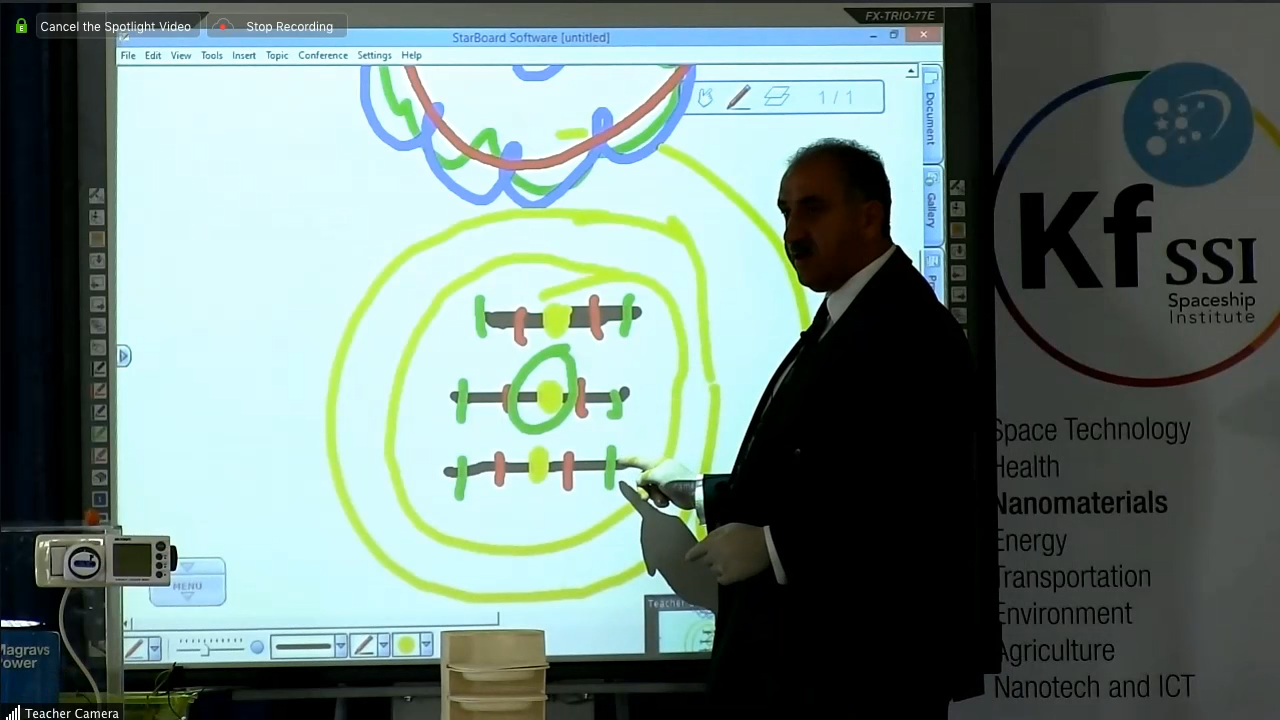 Cancel the Spotlight Video
Stop Recording
FX-TRIO-77E
StarBoard Software [untitled]
File Edit View Tools Insert Topic Conference Settings Help
1 / 1
Document
Gallery
Kf SSI
Spaceship
Institute
Space Technology
Health
Nanomaterials
Energy
Transportation
Environment
Agriculture
Nanotech and ICT
MENU
Teacher
Magravs
Power
Teacher Camera